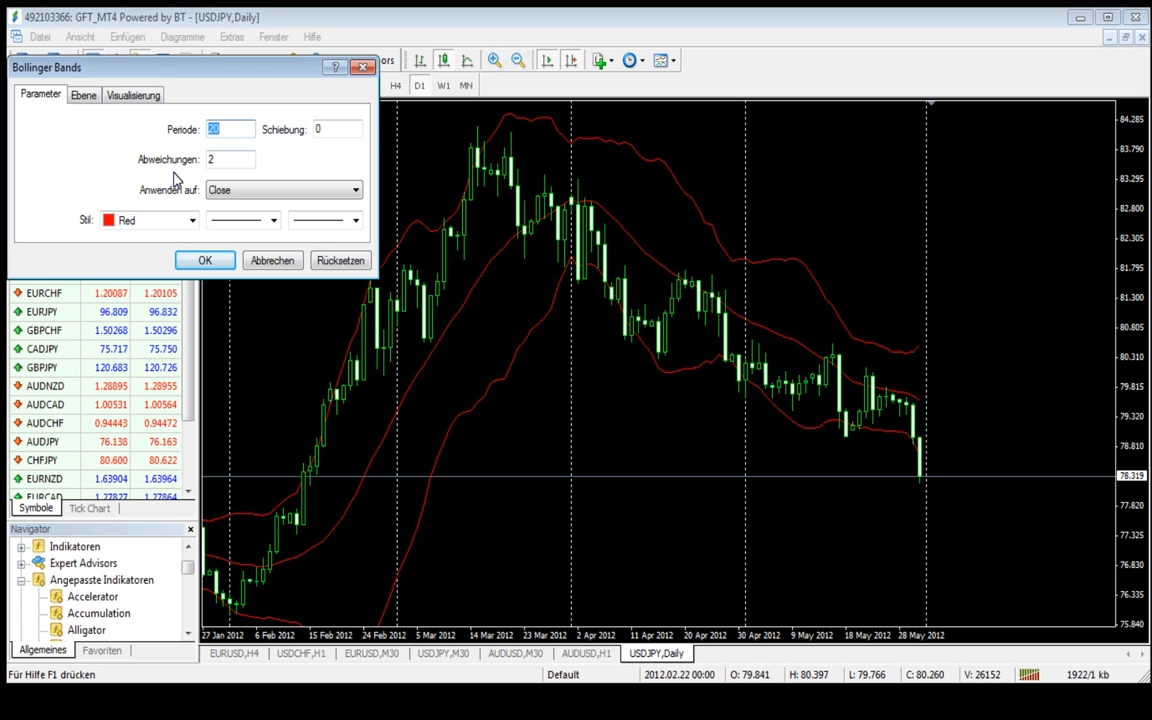 492103366: GFT_MT4 Powered by BT - [USDJPY,Daily]
Datei Ansicht Einfügen Diagramme Extras Fenster Hilfe
Bollinger Bands
ors
H4 D1 W1 MN
Parameter Ebene Visualisierung
Periode: 20 Schiebung: 0
Abweichungen: 2
Anwenden auf: Close
Stil: Red
OK Abbrechen Rücksetzen
EURCHF 1.20087 1.20105
EURJPY 96.809 96.832
GBPCHF 1.50268 1.50296
CADJPY 75.717 75.750
GBPJPY 120.683 120.726
AUDNZD 1.28895 1.28955
AUDCAD 1.00531 1.00564
AUDCHF 0.94443 0.94472
AUDJPY 76.138 76.163
CHFJPY 80.600 80.622
EURNZD 1.63904 1.63964
EURCAD 1.27827 1.27864
Symbole Tick Chart
Navigator
Indikatoren
Expert Advisors
Angepasste Indikatoren
Accelerator
Accumulation
Alligator
Allgemeines Favoriten
84.285
83.790
83.295
82.800
82.305
81.795
81.300
80.805
80.310
79.815
79.320
78.810
78.319
77.820
77.325
76.830
76.335
75.840
27 Jan 2012 6 Feb 2012 15 Feb 2012 24 Feb 2012 5 Mar 2012 14 Mar 2012 23 Mar 2012 2 Apr 2012 11 Apr 2012 20 Apr 2012 30 Apr 2012 9 May 2012 18 May 2012 28 May 2012
EURUSD,H4 USDCHF,H1 EURUSD,M30 USDJPY,M30 AUDUSD,M30 AUDUSD,H1 USDJPY,Daily
Für Hilfe F1 drücken Default 2012.02.22 00:00 O: 79.841 H: 80.397 L: 79.766 C: 80.260 V: 26152 1922/1 kb